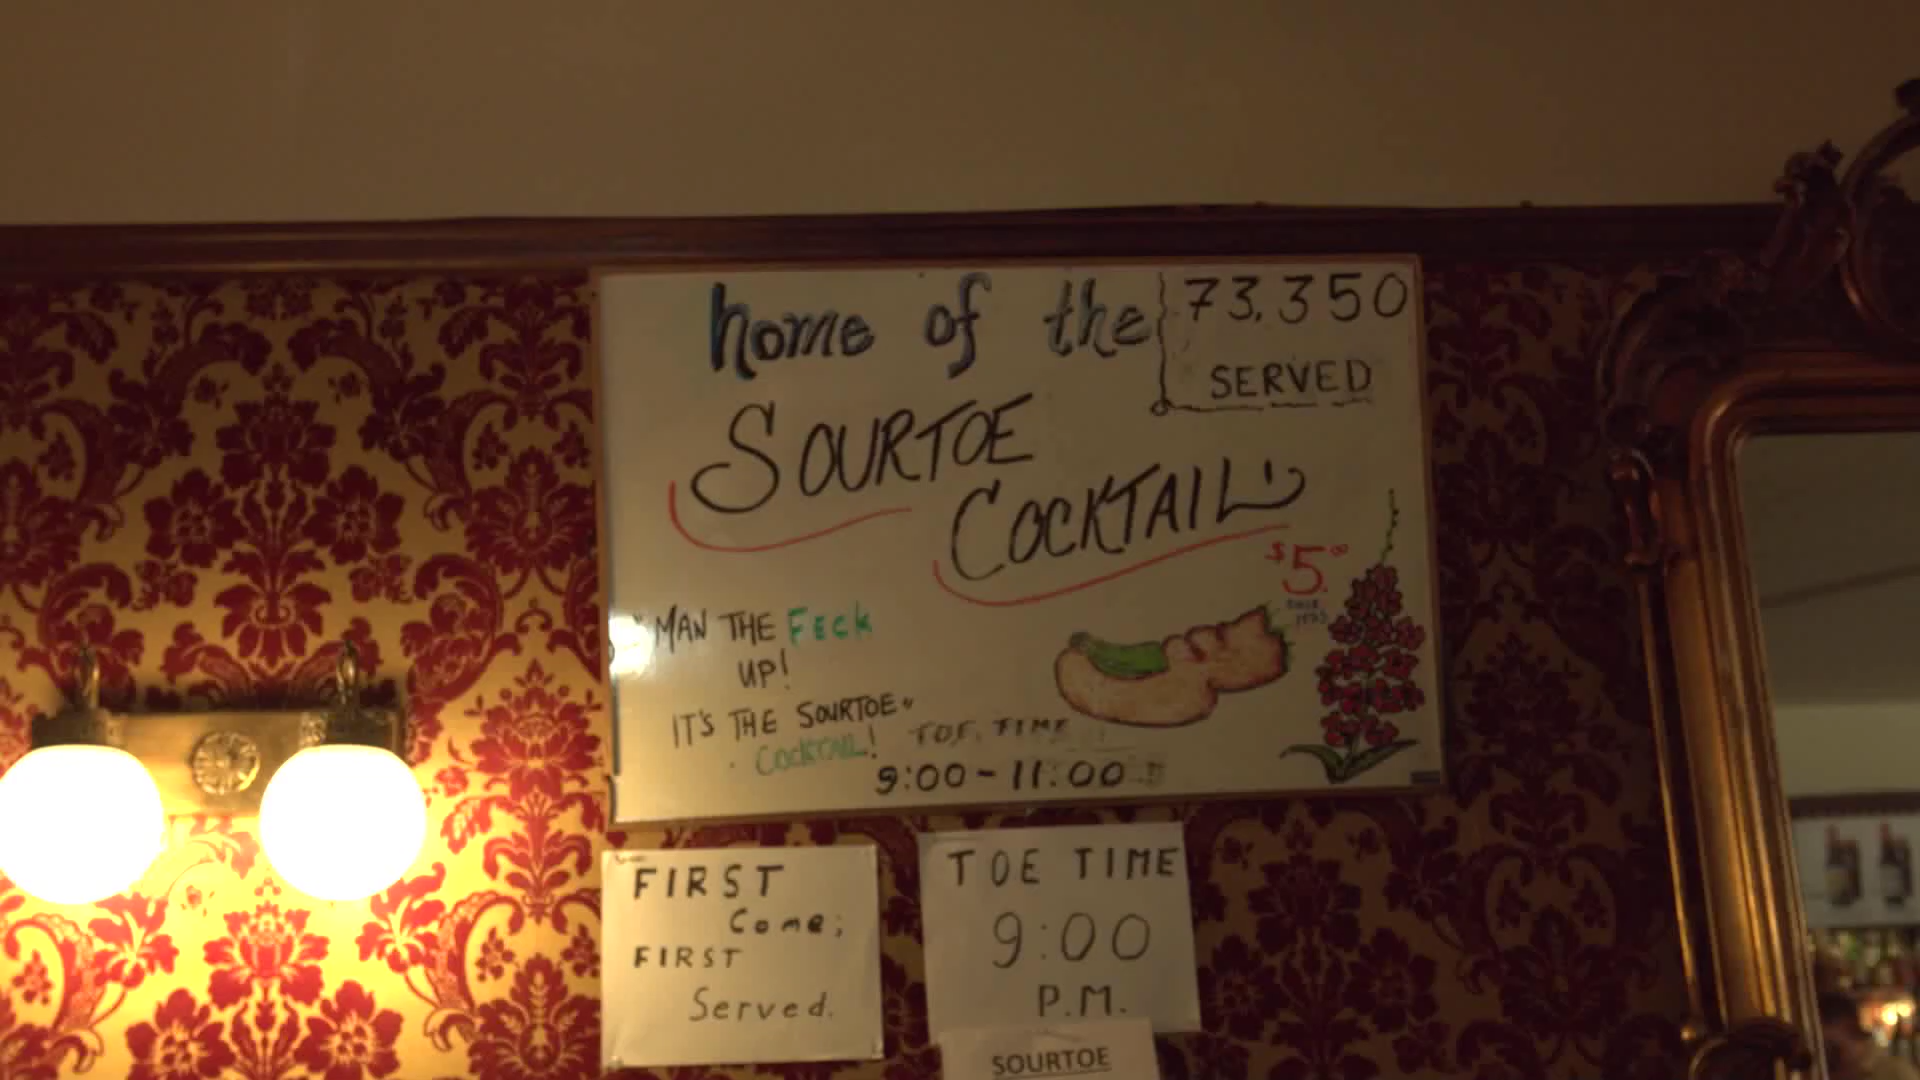 home of the
73,350
SERVED
SOURTOE
COCKTAIL
$5.00
"MAN THE FECK
UP!
IT'S THE SOURTOE"
COCKTAIL!
TOE TIME
9:00-11:00
FIRST
Come;
FIRST
Served.
TOE TIME
9:00
P.M.
SOURTOE